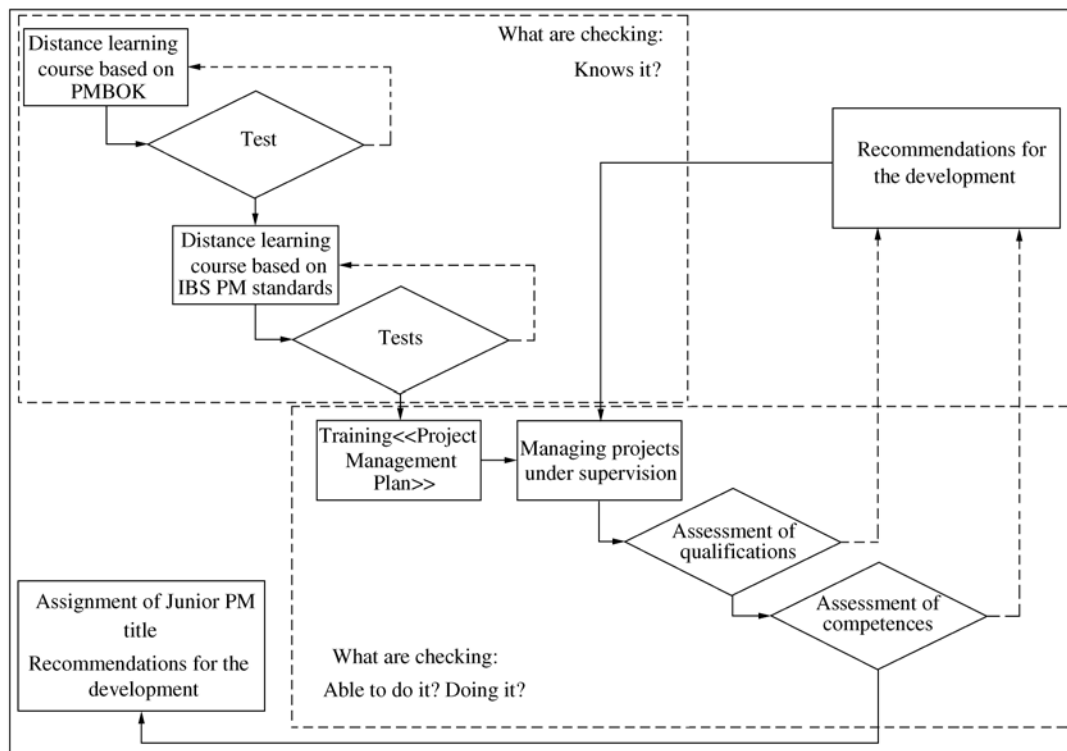 Distance learning
course based on
PMBOK
What are checking:
Knows it?
Test
Recommendations for
the development
Distance learning
course based on
IBS PM standards
Tests
Training<<Project
Management
Plan>>
Managing projects
under supervision
Assessment of
qualifications
Assessment of
competences
Assignment of Junior PM
title
Recommendations for the
development
What are checking:
Able to do it? Doing it?